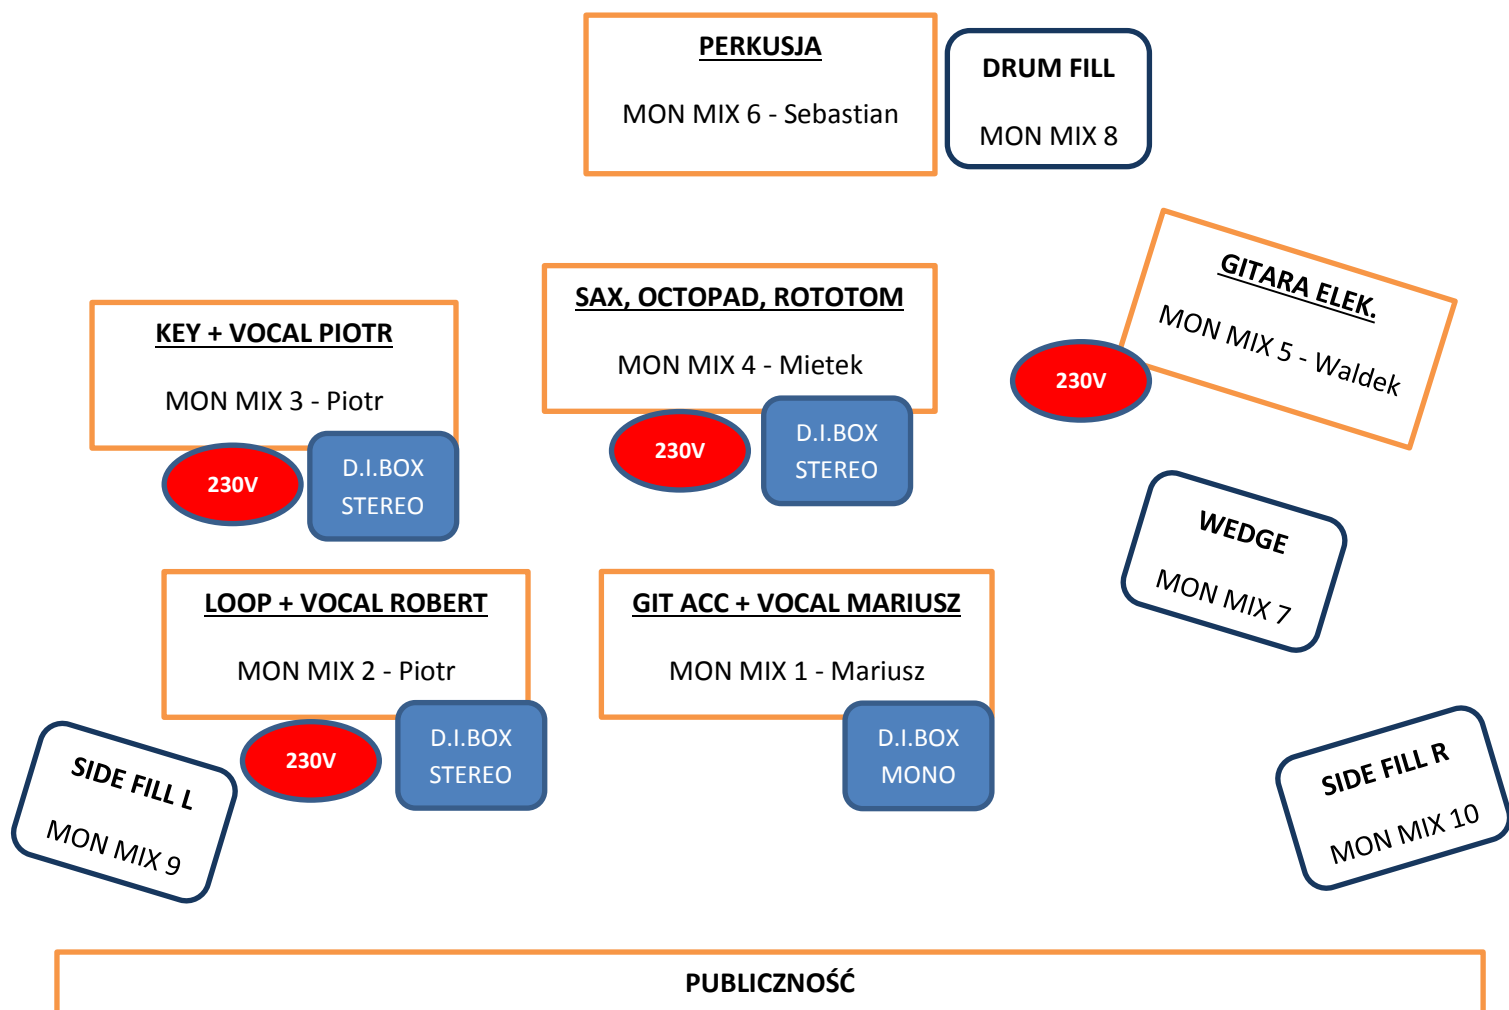 PERKUSJA
MON MIX 6 - Sebastian
DRUM FILL
MON MIX 8
GITARA ELEK.
MON MIX 5 - Waldek
230V
SAX, OCTOPAD, ROTOTOM
MON MIX 4 - Mietek
230V
D.I.BOX
STEREO
KEY + VOCAL PIOTR
MON MIX 3 - Piotr
230V
D.I.BOX
STEREO
WEDGE
MON MIX 7
LOOP + VOCAL ROBERT
MON MIX 2 - Piotr
230V
D.I.BOX
STEREO
GIT ACC + VOCAL MARIUSZ
MON MIX 1 - Mariusz
D.I.BOX
MONO
SIDE FILL L
MON MIX 9
SIDE FILL R
MON MIX 10
PUBLICZNOŚĆ